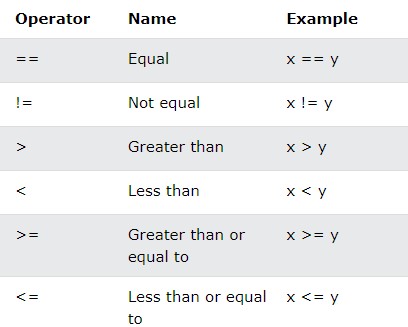 Operator Name Example
== Equal x == y
!= Not equal x != y
> Greater than x > y
< Less than x < y
>= Greater than or x >= y
equal to
<= Less than or equal x <= y
to